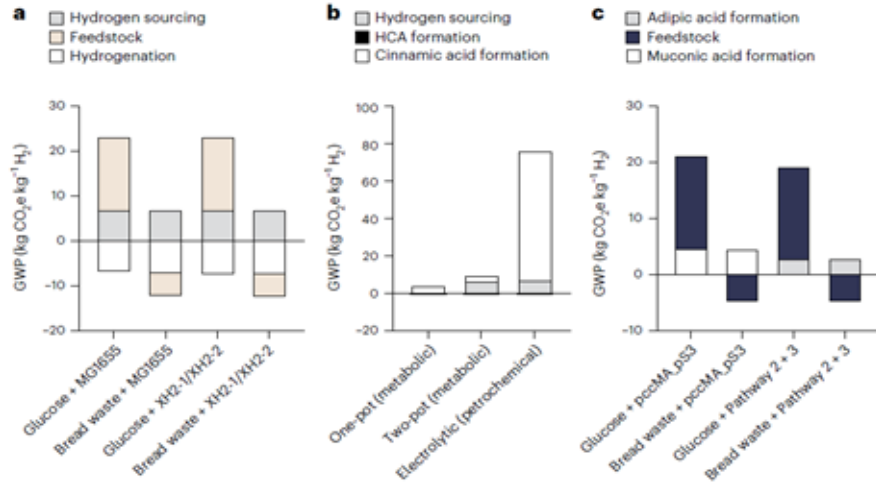 a
Hydrogen sourcing
Feedstock
Hydrogenation
GWP (kg CO₂e kg⁻¹ H₂)
30
20
10
0
−10
−20
Glucose + MG1655
Bread waste + MG1655
Glucose + XH2-1/XH2-2
Bread waste + XH2-1/XH2-2
b
Hydrogen sourcing
HCA formation
Cinnamic acid formation
GWP (kg CO₂e kg⁻¹ H₂)
100
80
60
40
20
0
−20
One-pot (metabolic)
Two-pot (metabolic)
Electrolytic (petrochemical)
c
Adipic acid formation
Feedstock
Muconic acid formation
GWP (kg CO₂e kg⁻¹ H₂)
30
20
10
0
−10
Glucose + pccMA_pS3
Bread waste + pccMA_pS3
Glucose + Pathway 2 + 3
Bread waste + Pathway 2 + 3